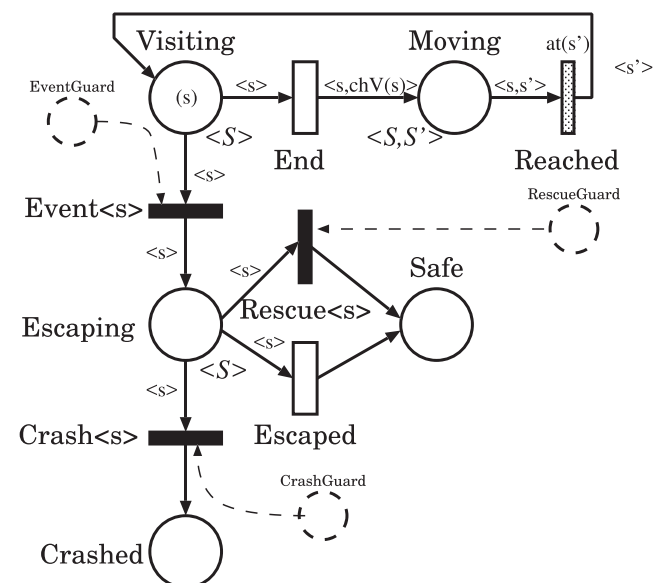 Visiting
Moving
at(s’)
<s’>
EventGuard
<s>
<s,chV(s)>
<s,s’>
(s)
<S>
<S,S’>
End
Reached
<s>
RescueGuard
Event<s>
<s>
<s>
Safe
Rescue<s>
Escaping
<s>
<S>
<s>
Crash<s>
Escaped
CrashGuard
Crashed